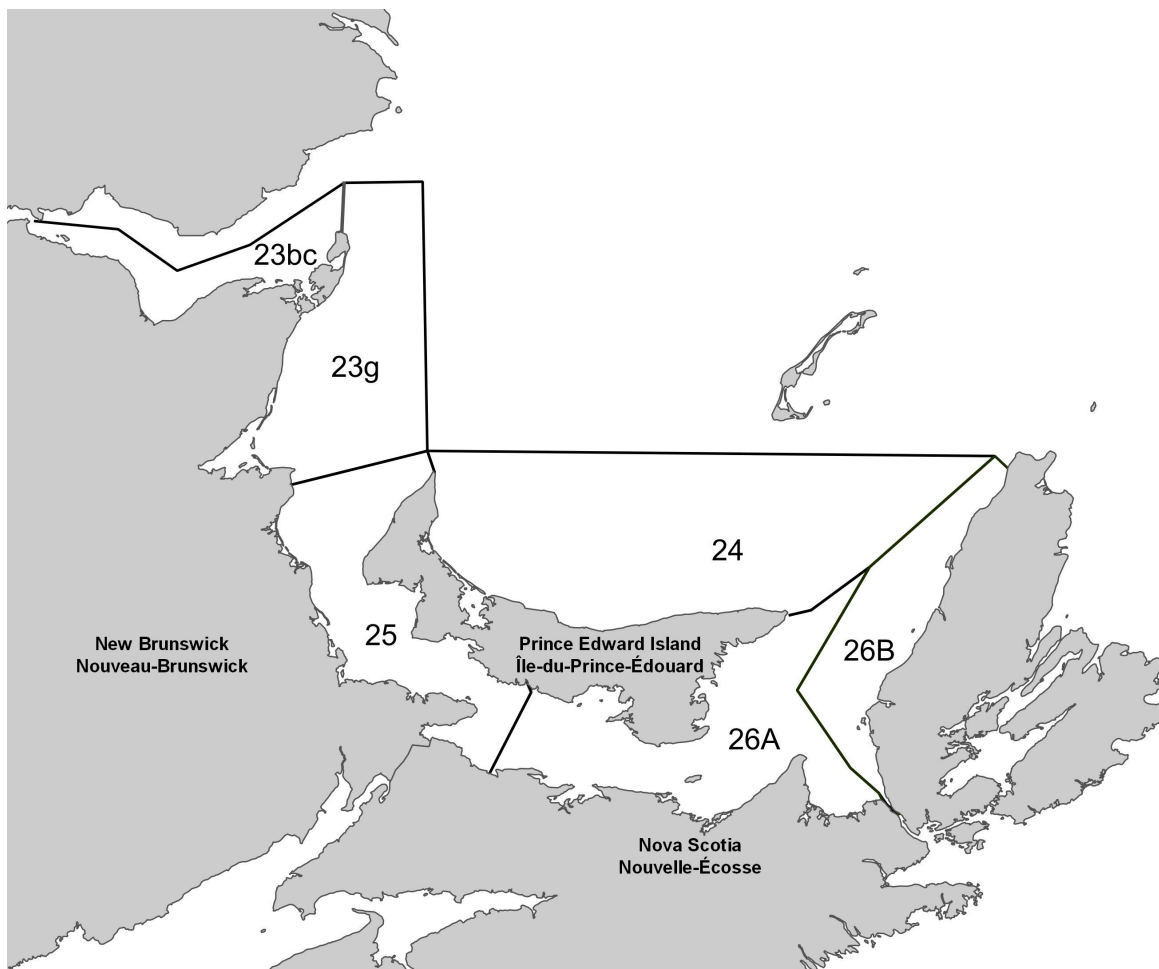 23bc
23g
24
25
New Brunswick
Nouveau-Brunswick
Prince Edward Island
Île-du-Prince-Édouard
26B
26A
Nova Scotia
Nouvelle-Écosse